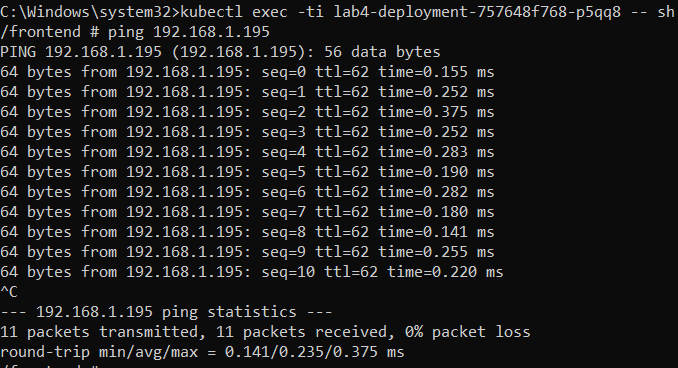 C:\Windows\system32>kubectl exec -ti lab4-deployment-757648f768-p5qq8 -- sh
/frontend # ping 192.168.1.195
PING 192.168.1.195 (192.168.1.195): 56 data bytes
64 bytes from 192.168.1.195: seq=0 ttl=62 time=0.155 ms
64 bytes from 192.168.1.195: seq=1 ttl=62 time=0.252 ms
64 bytes from 192.168.1.195: seq=2 ttl=62 time=0.375 ms
64 bytes from 192.168.1.195: seq=3 ttl=62 time=0.252 ms
64 bytes from 192.168.1.195: seq=4 ttl=62 time=0.283 ms
64 bytes from 192.168.1.195: seq=5 ttl=62 time=0.190 ms
64 bytes from 192.168.1.195: seq=6 ttl=62 time=0.282 ms
64 bytes from 192.168.1.195: seq=7 ttl=62 time=0.180 ms
64 bytes from 192.168.1.195: seq=8 ttl=62 time=0.141 ms
64 bytes from 192.168.1.195: seq=9 ttl=62 time=0.255 ms
64 bytes from 192.168.1.195: seq=10 ttl=62 time=0.220 ms
^C
--- 192.168.1.195 ping statistics ---
11 packets transmitted, 11 packets received, 0% packet loss
round-trip min/avg/max = 0.141/0.235/0.375 ms
/frontend #